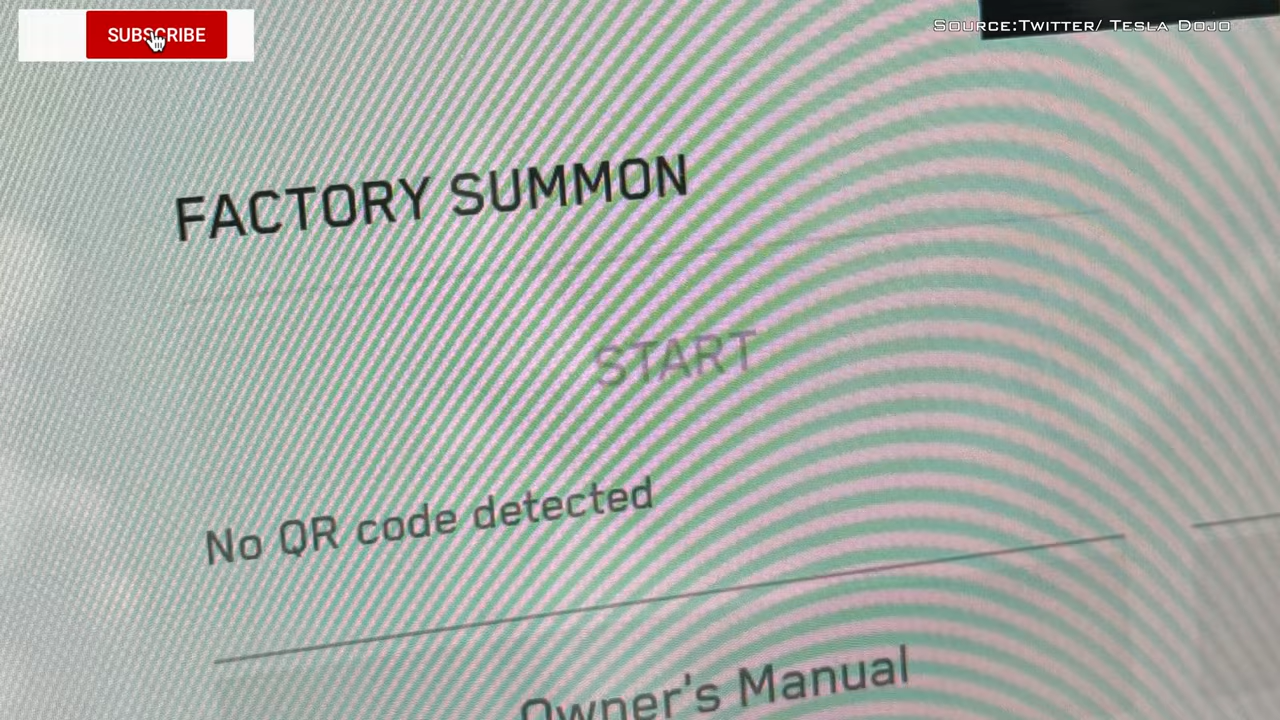 SUBSCRIBE
Source:Twitter/ Tesla Dojo
FACTORY SUMMON
START
No QR code detected
Owner's Manual